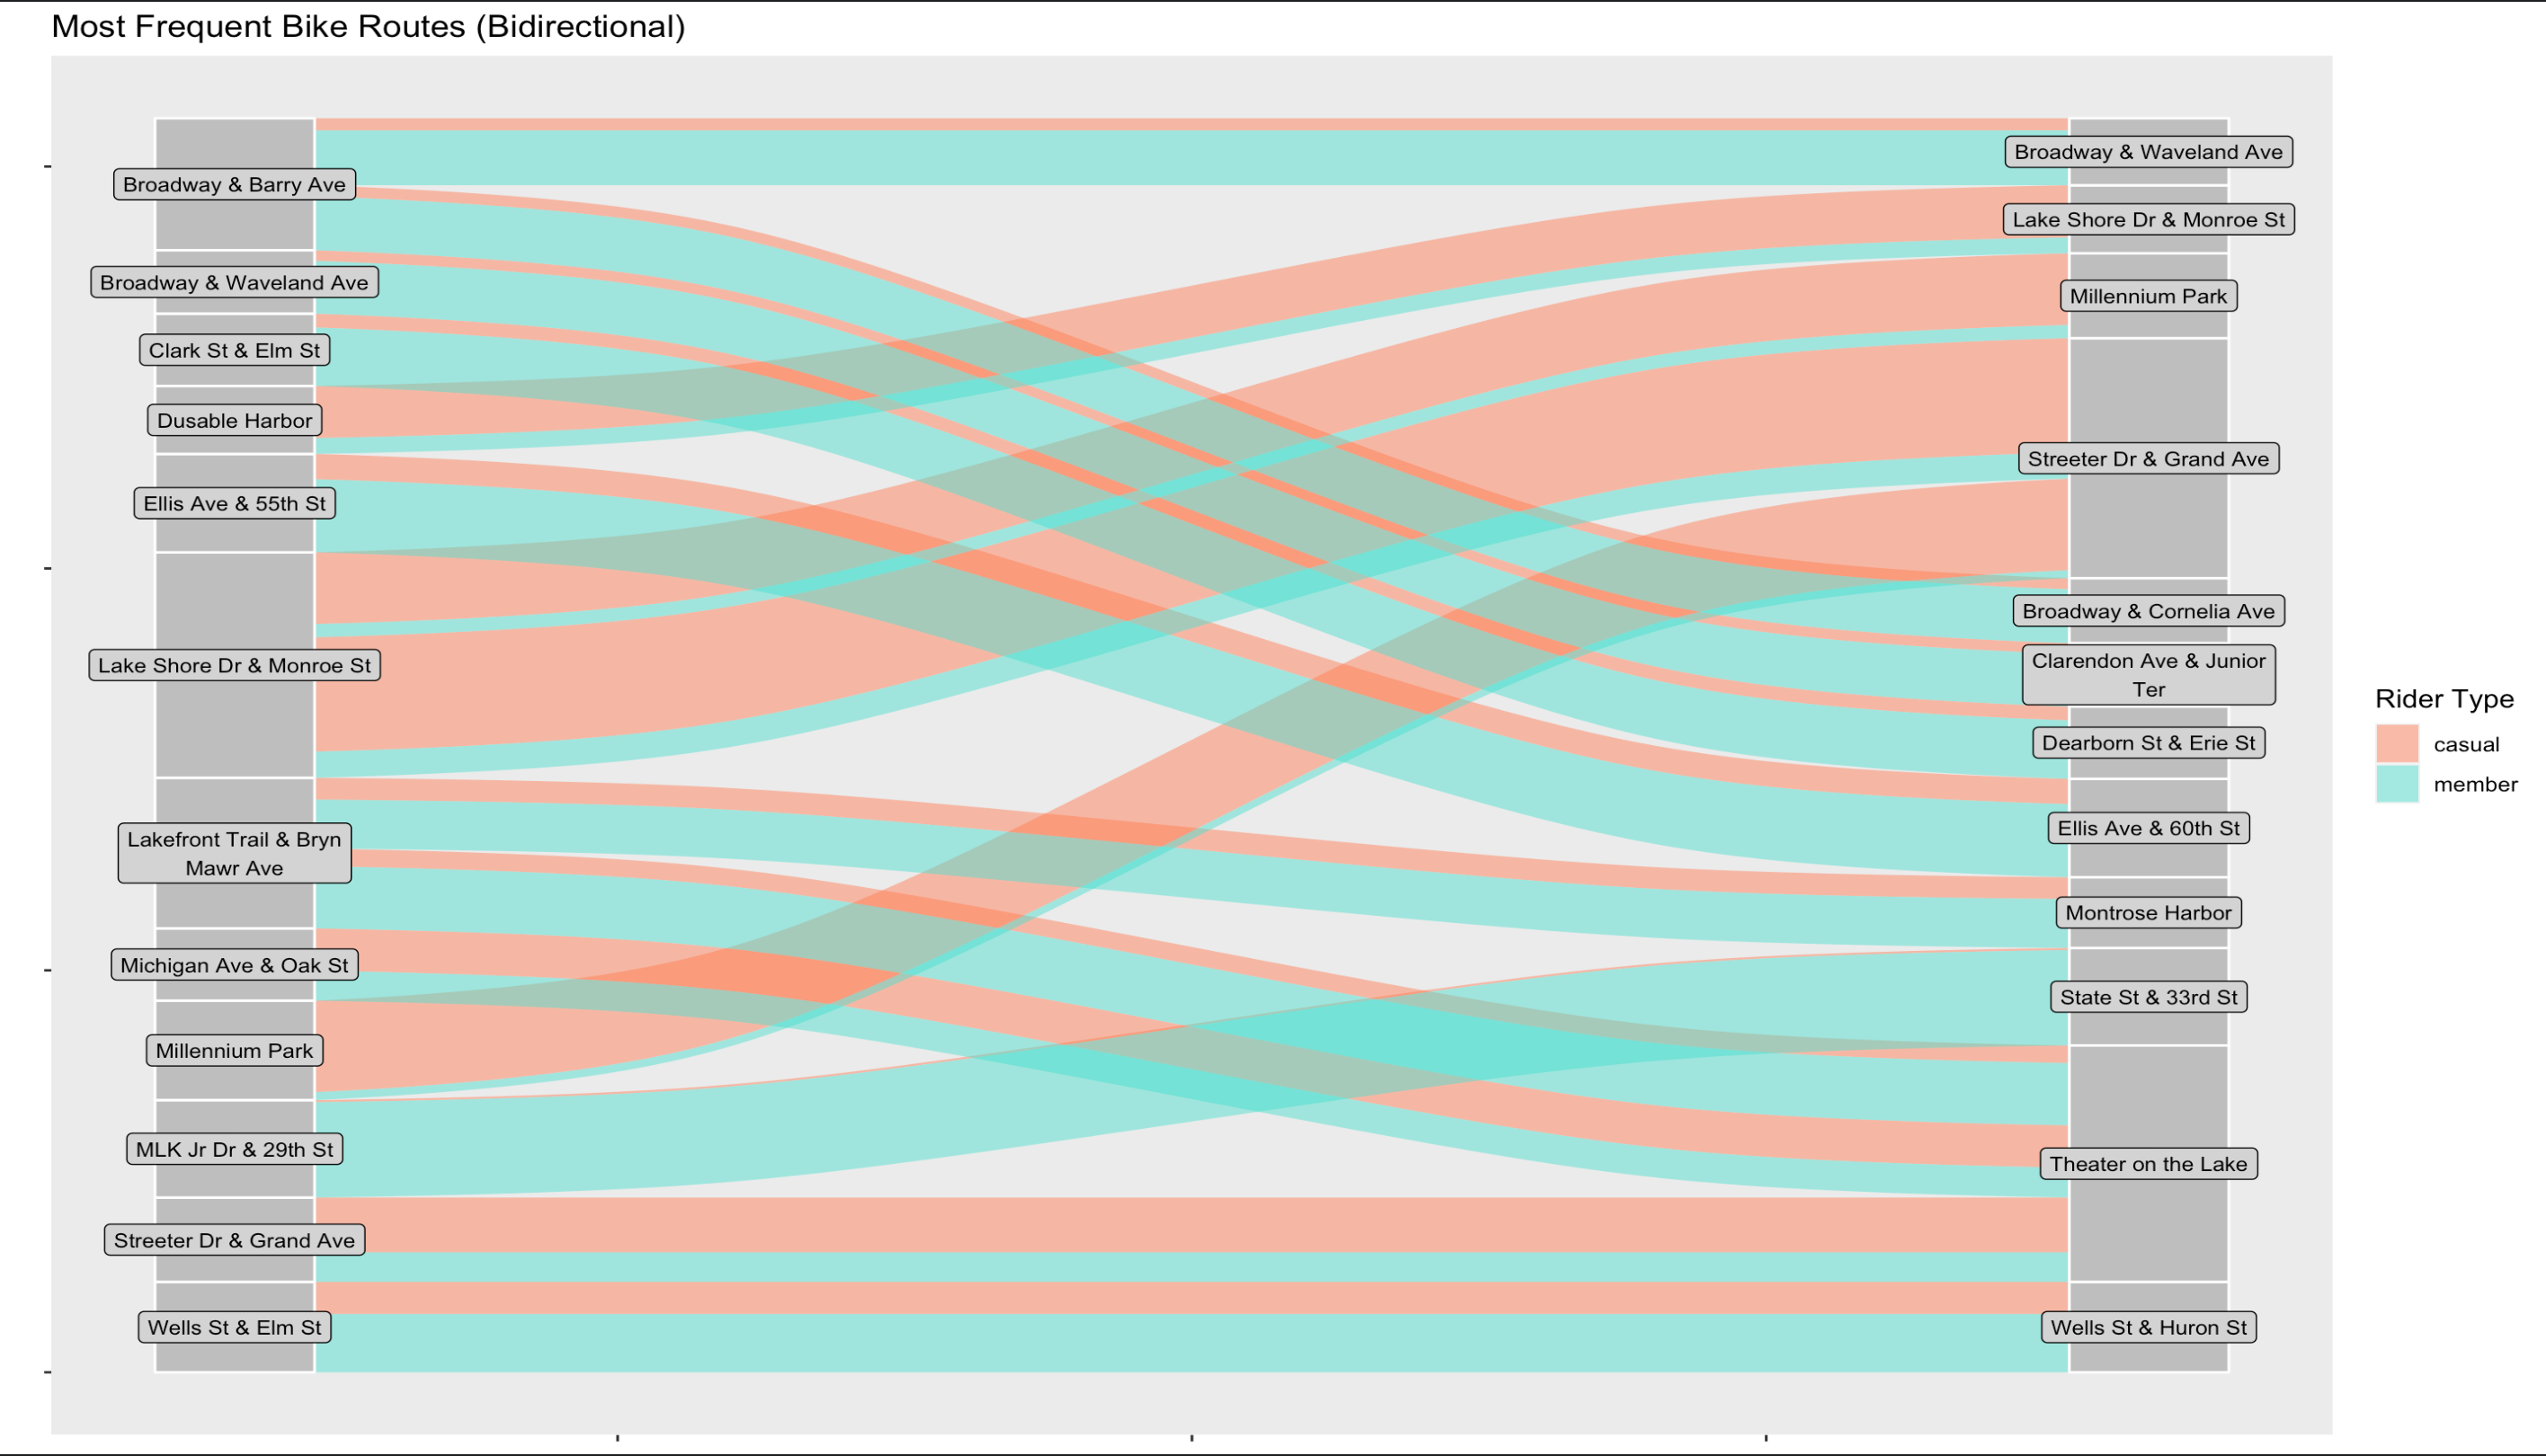 Most Frequent Bike Routes (Bidirectional)
Broadway & Barry Ave
Broadway & Waveland Ave
Clark St & Elm St
Dusable Harbor
Ellis Ave & 55th St
Lake Shore Dr & Monroe St
Lakefront Trail & Bryn
Mawr Ave
Michigan Ave & Oak St
Millennium Park
MLK Jr Dr & 29th St
Streeter Dr & Grand Ave
Wells St & Elm St
Broadway & Waveland Ave
Lake Shore Dr & Monroe St
Millennium Park
Streeter Dr & Grand Ave
Broadway & Cornelia Ave
Clarendon Ave & Junior
Ter
Dearborn St & Erie St
Ellis Ave & 60th St
Montrose Harbor
State St & 33rd St
Theater on the Lake
Wells St & Huron St
Rider Type
casual
member